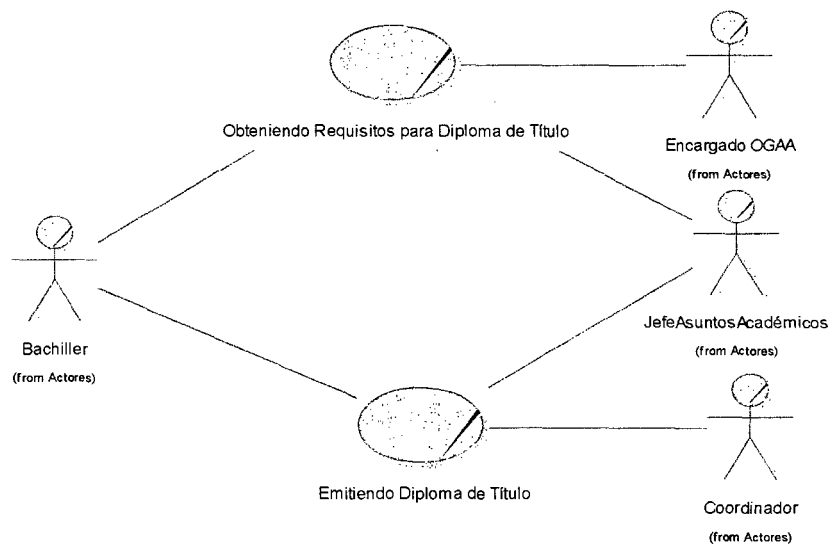 Obteniendo Requisitos para Diploma de Título
Encargado OGAA
(from Actores)
Bachiller
(from Actores)
JefeAsuntosAcadémicos
(from Actores)
Emitiendo Diploma de Título
Coordinador
(from Actores)